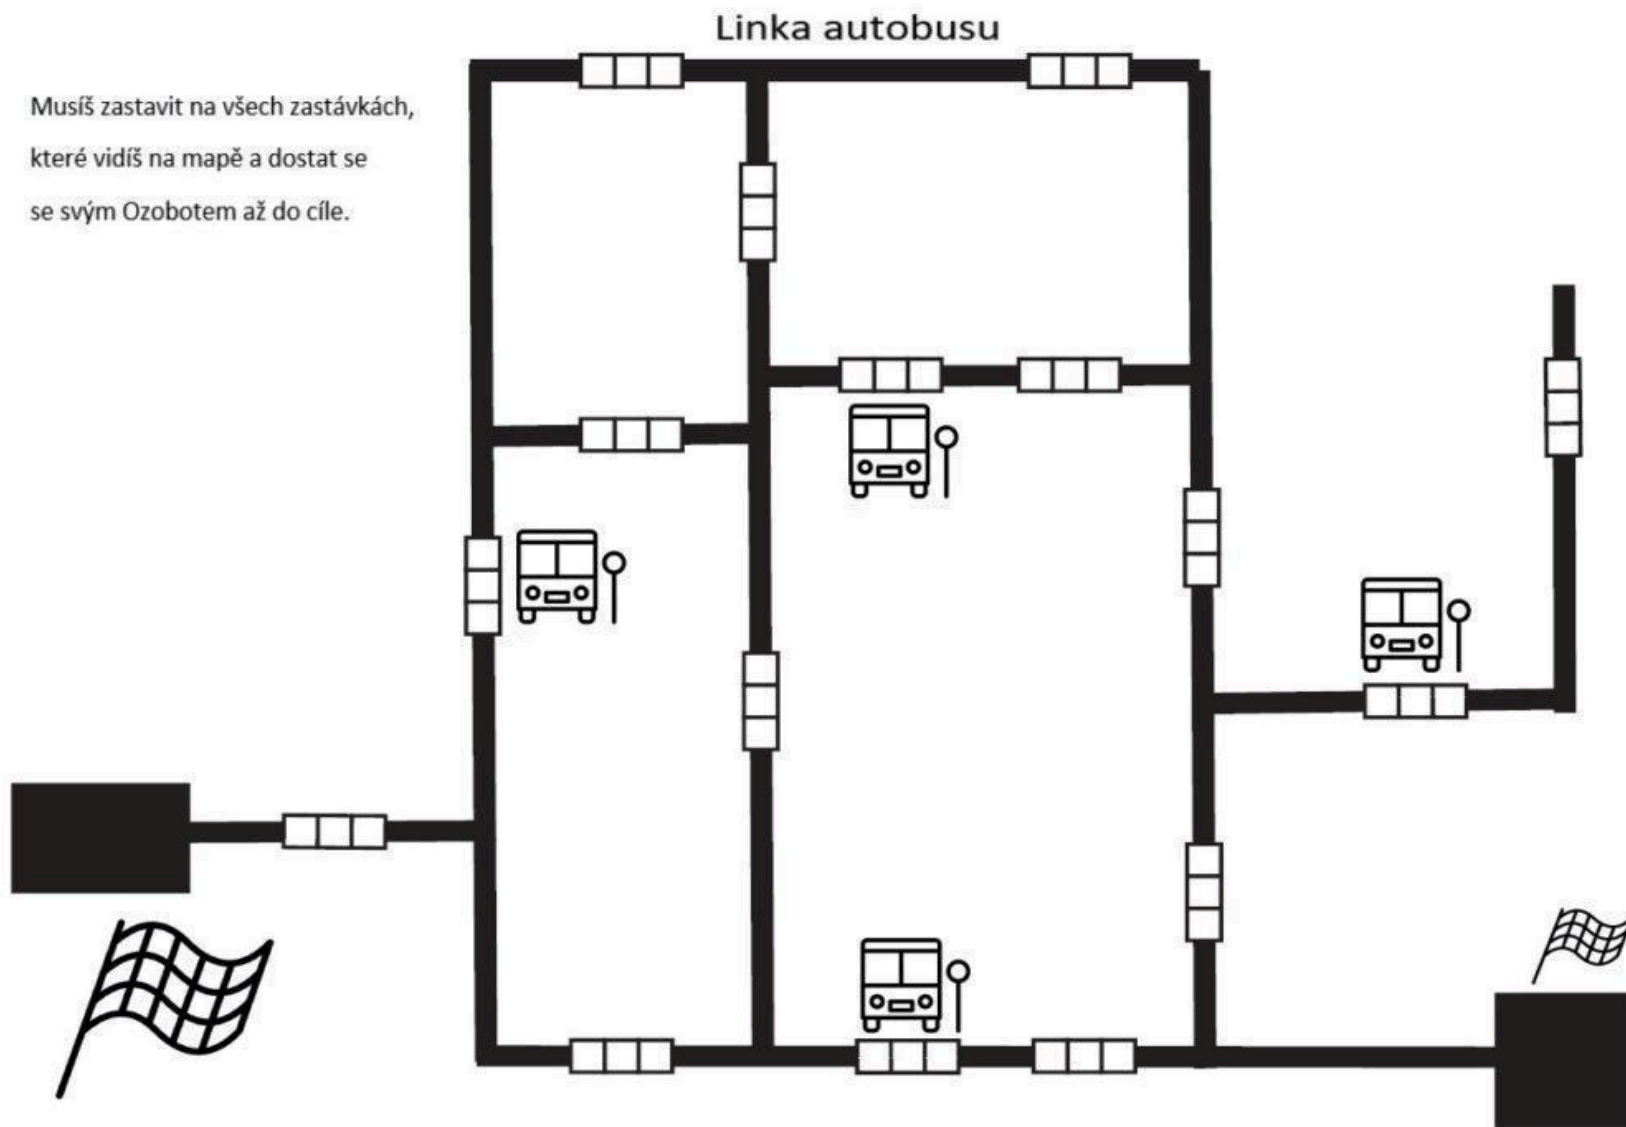 Linka autobusu
Musíš zastavit na všech zastávkách,
které vidíš na mapě a dostat se
se svým Ozobotem až do cíle.